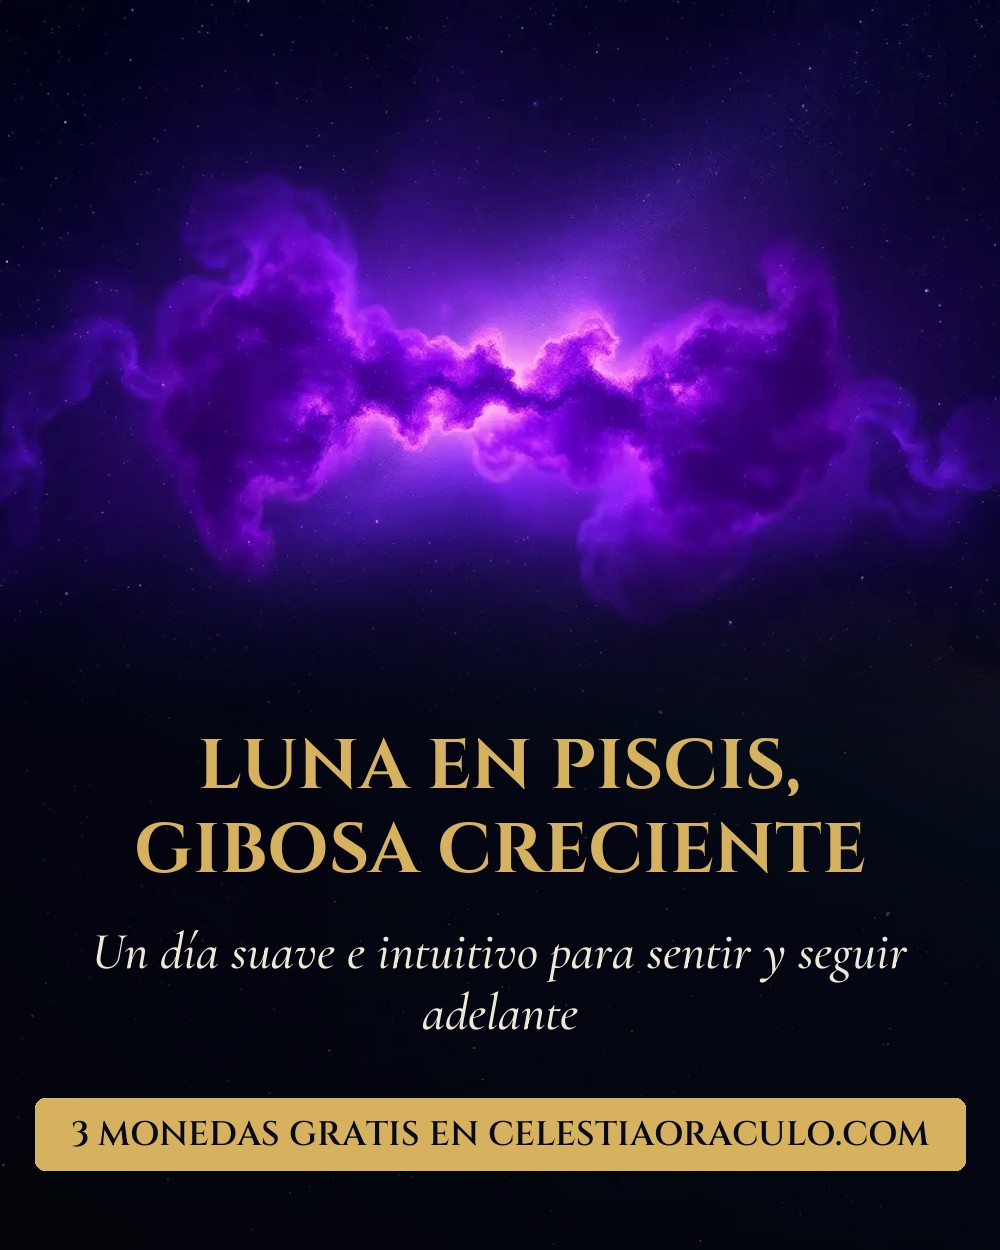 LUNA EN PISCIS,
GIBOSA CRECIENTE
Un día suave e intuitivo para sentir y seguir
adelante
3 MONEDAS GRATIS EN CELESTIAORACULO.COM